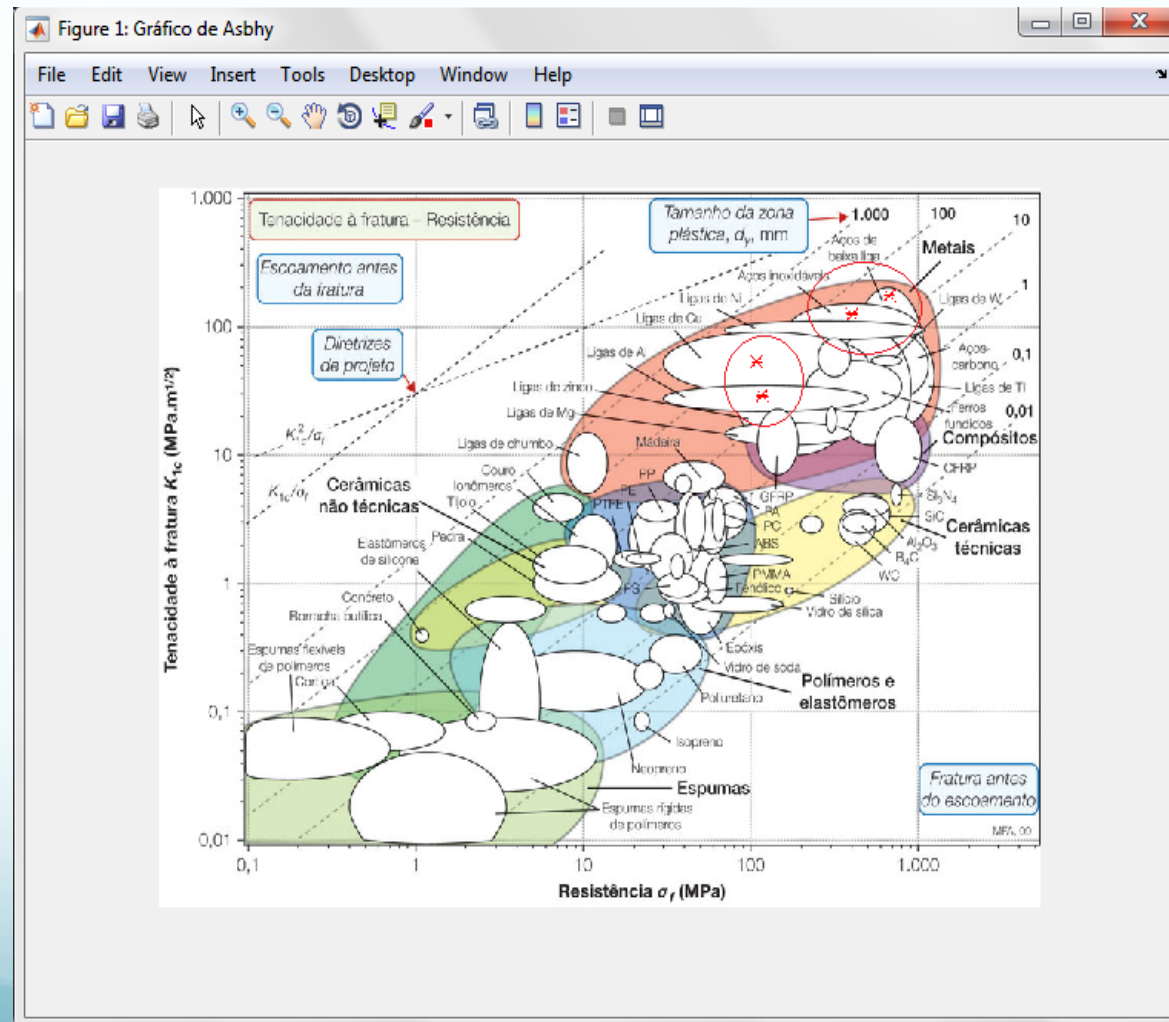 Figure 1: Gráfico de Asbhy
File Edit View Insert Tools Desktop Window Help
Tenacidade à fratura – Resistência
Escoamento antes
da fratura
Diretrizes
de projeto
Tamanho da zona
plástica, dy, mm
1.000
100
10
1
0,1
0,01
Aços de
baixa liga
Metais
Aços inoxidáveis
Ligas de Ni
Ligas de W
Ligas de Cu
Aços-
carbono
Ligas de Al
Ligas de Ti
Ligas de zinco
Ferros
fundidos
Ligas de Mg
Compósitos
Ligas de chumbo
Madeira
CFRP
Couro
PP
Ionômeros
PE
GFRP
Si3N4
Cerâmicas
não técnicas
Tijolo
PTFE
PA
SiC
PC
Cerâmicas
técnicas
Pedra
ABS
Al2O3
Elastômeros
de silicone
B4C
PMMA
WC
PS
Fenólico
Silício
Concreto
Vidro de sílica
Borracha butílica
Epóxis
Espumas flexíveis
de polímeros
Vidro de soda
Cortiça
Polímeros e
elastômeros
Poliuretano
Isopreno
Neopreno
Espumas
Espumas rígidas
de polímeros
Fratura antes
do escoamento
MFA, 09
K²1c/σf
K1c/σf
Tenacidade à fratura K1c (MPa.m1/2)
1.000
100
10
1
0,1
0,01
0,1
1
10
100
1.000
Resistência σf (MPa)